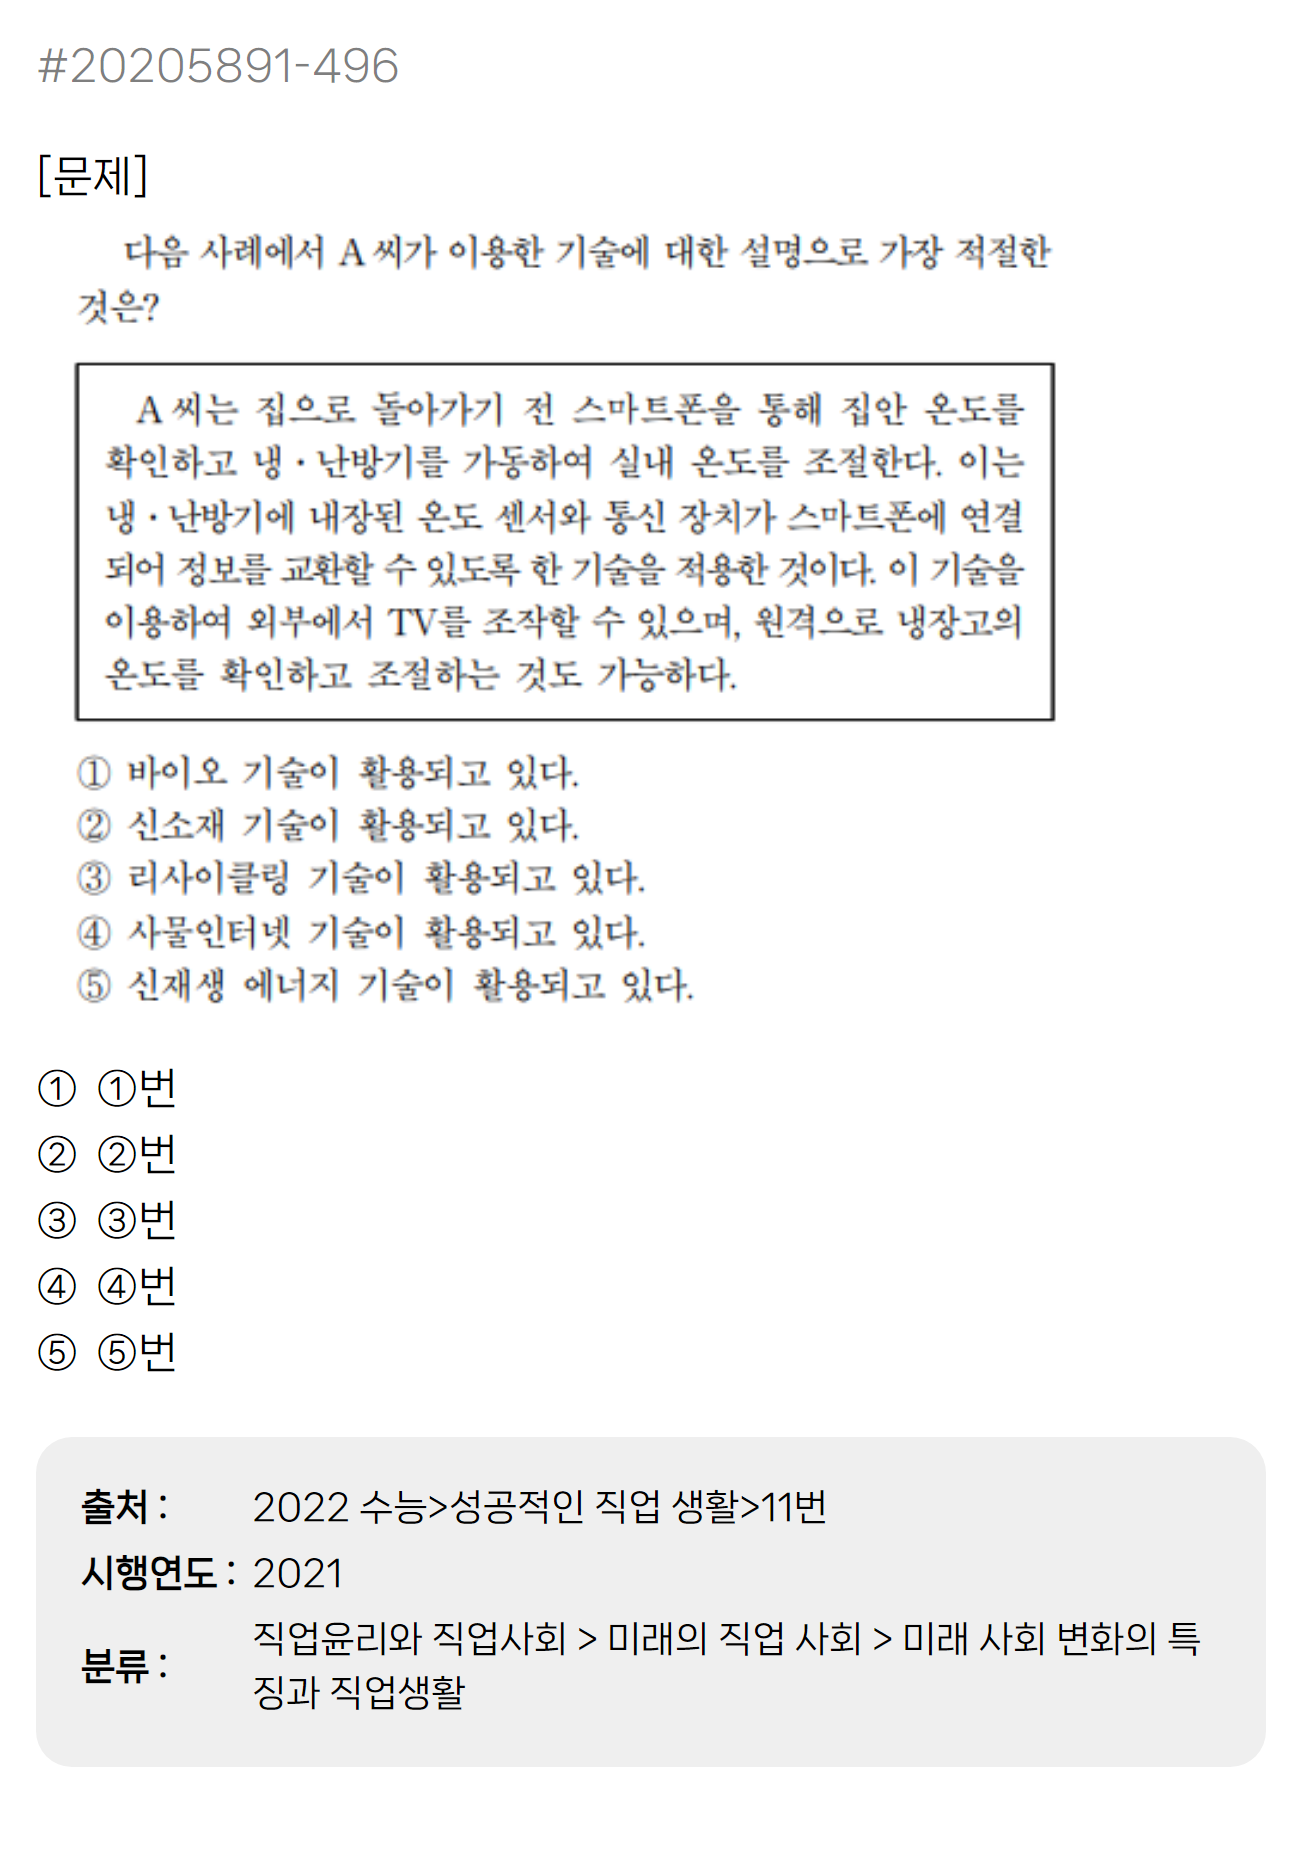 #20205891-496
[문제]
다음 사례에서 A 씨가 이용한 기술에 대한 설명으로 가장 적절한
것은?
A 씨는 집으로 돌아가기 전 스마트폰을 통해 집안 온도를
확인하고 냉·난방기를 가동하여 실내 온도를 조절한다. 이는
냉·난방기에 내장된 온도 센서와 통신 장치가 스마트폰에 연결
되어 정보를 교환할 수 있도록 한 기술을 적용한 것이다. 이 기술을
이용하여 외부에서 TV를 조작할 수 있으며, 원격으로 냉장고의
온도를 확인하고 조절하는 것도 가능하다.
① 바이오 기술이 활용되고 있다.
② 신소재 기술이 활용되고 있다.
③ 리사이클링 기술이 활용되고 있다.
④ 사물인터넷 기술이 활용되고 있다.
⑤ 신재생 에너지 기술이 활용되고 있다.
① ①번
② ②번
③ ③번
④ ④번
⑤ ⑤번
출처 : 2022 수능>성공적인 직업 생활>11번
시행연도 : 2021
분류 : 직업윤리와 직업사회 > 미래의 직업 사회 > 미래 사회 변화의 특
징과 직업생활